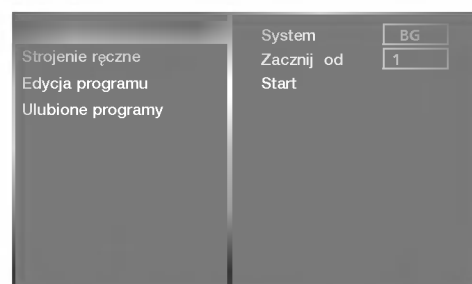 Strojenie ręczne
Edycja programu
Ulubione programy
System BG
Zacznij od 1
Start